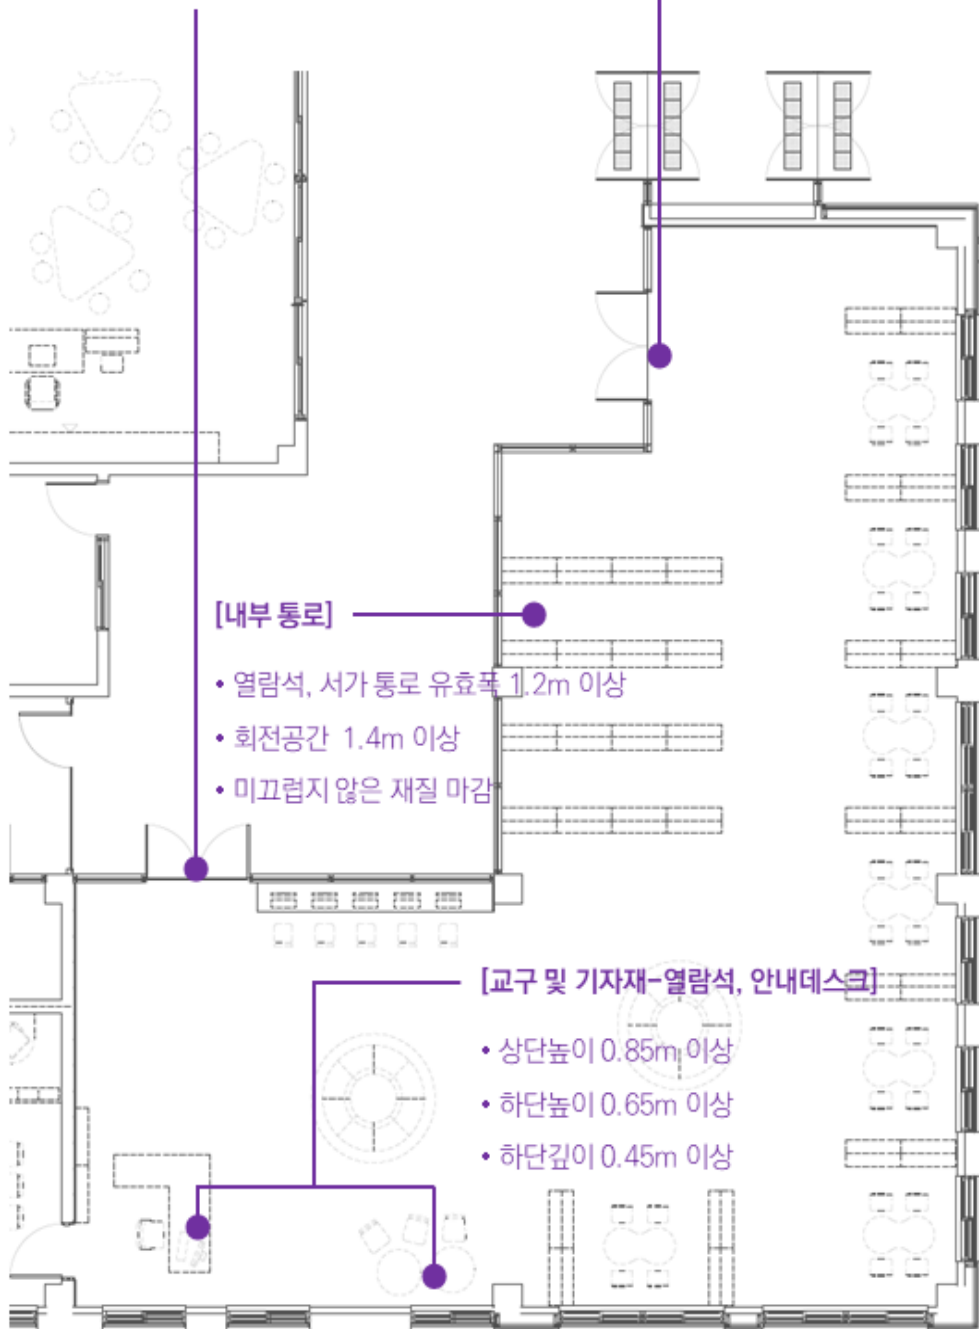 [내부 통로]
• 열람석, 서가 통로 유효폭 1.2m 이상
• 회전공간 1.4m 이상
• 미끄럽지 않은 재질 마감
[교구 및 기자재-열람석, 안내데스크]
• 상단높이 0.85m 이상
• 하단높이 0.65m 이상
• 하단깊이 0.45m 이상